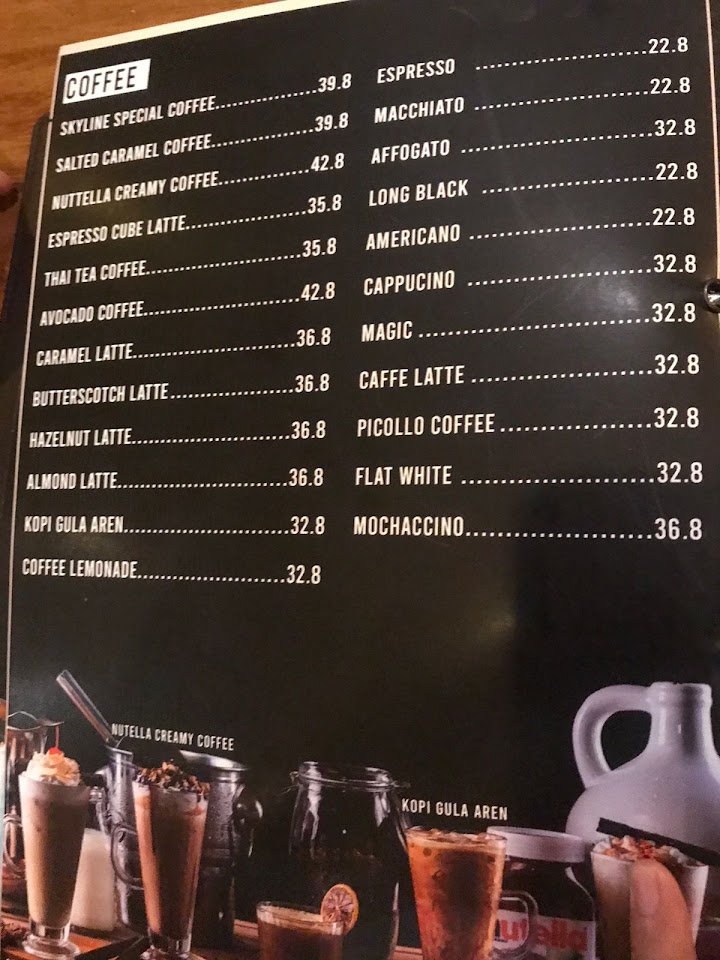 COFFEE
SKYLINE SPECIAL COFFEE.................39.8
SALTED CARAMEL COFFEE.................39.8
NUTTELLA CREAMY COFFEE...............42.8
ESPRESSO CUBE LATTE....................35.8
THAI TEA COFFEE..........................35.8
AVOCADO COFFEE..........................42.8
CARAMEL LATTE...........................36.8
BUTTERSCOTCH LATTE.....................36.8
HAZELNUT LATTE..........................36.8
ALMOND LATTE............................36.8
KOPI GULA AREN..........................32.8
COFFEE LEMONADE.......................32.8
ESPRESSO ..........................22.8
MACCHIATO ..........................22.8
AFFOGATO .............................32.8
LONG BLACK ..........................22.8
AMERICANO ...........................22.8
CAPPUCINO ...........................32.8
MAGIC ...................................32.8
CAFFE LATTE ...........................32.8
PICOLLO COFFEE ......................32.8
FLAT WHITE ...........................32.8
MOCHACCINO...........................36.8
NUTELLA CREAMY COFFEE
KOPI GULA AREN
nutella